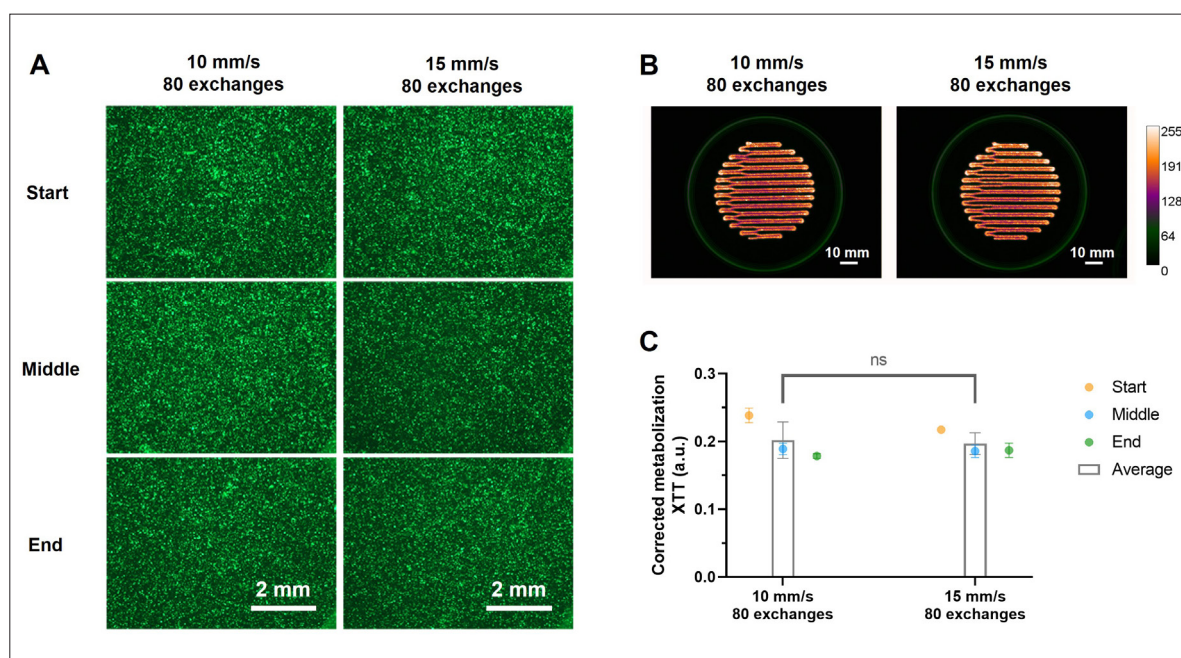 A
10 mm/s
80 exchanges
15 mm/s
80 exchanges
Start
Middle
End
2 mm
2 mm
B
10 mm/s
80 exchanges
15 mm/s
80 exchanges
10 mm
10 mm
255
191
128
64
0
C
ns
Corrected metabolization
XTT (a.u.)
0.3
0.2
0.1
0.0
10 mm/s
80 exchanges
15 mm/s
80 exchanges
Start
Middle
End
Average